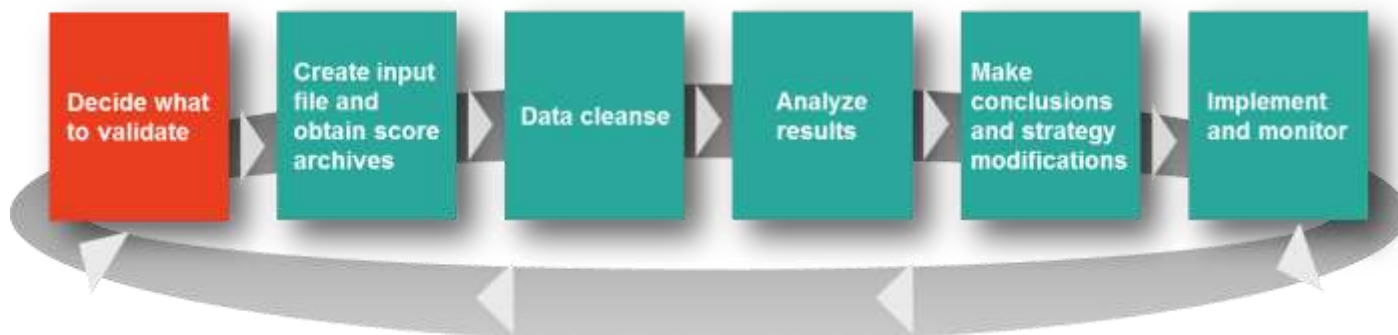 Decide what
to validate
Create input
file and
obtain score
archives
Data cleanse
Analyze
results
Make
conclusions
and strategy
modifications
Implement
and monitor